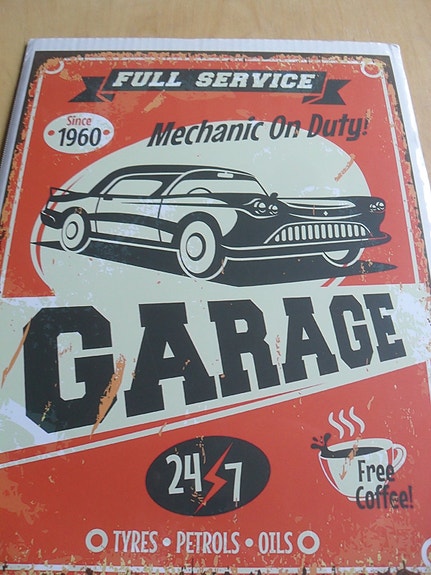 FULL SERVICE
Since
1960
Mechanic On Duty!
GARAGE
24 7
Free
Coffee!
TYRES • PETROLS • OILS